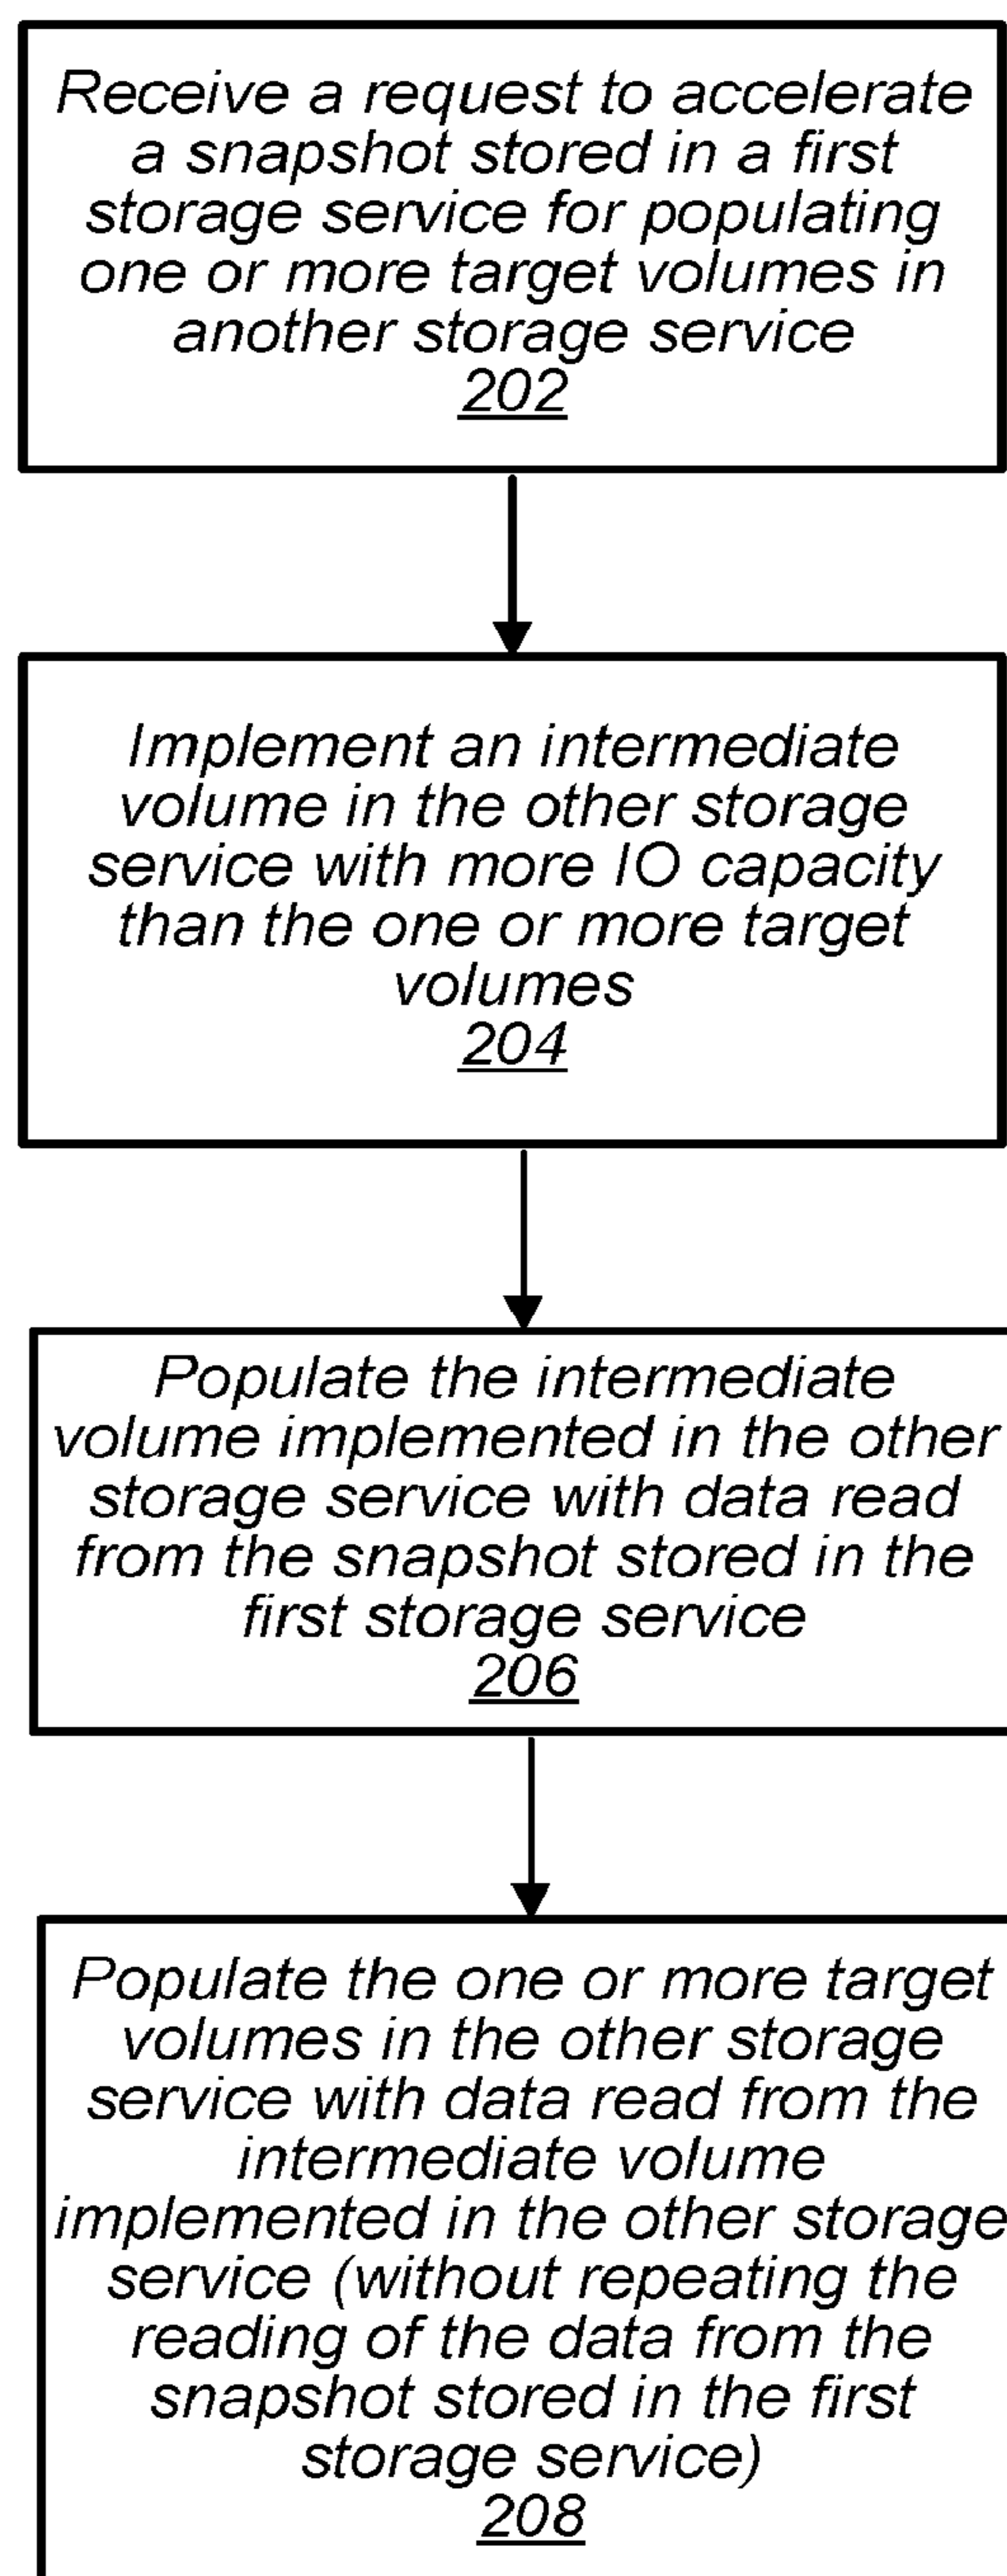 Receive a request to accelerate
a snapshot stored in a first
storage service for populating
one or more target volumes in
another storage service
202
Implement an intermediate
volume in the other storage
service with more IO capacity
than the one or more target
volumes
204
Populate the intermediate
volume implemented in the other
storage service with data read
from the snapshot stored in the
first storage service
206
Populate the one or more target
volumes in the other storage
service with data read from the
intermediate volume
implemented in the other storage
service (without repeating the
reading of the data from the
snapshot stored in the first
storage service)
208